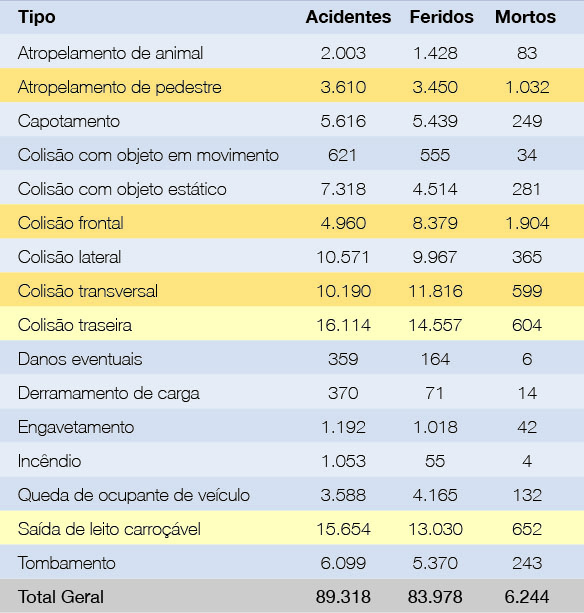 Tipo Acidentes Feridos Mortos
Atropelamento de animal 2.003 1.428 83
Atropelamento de pedestre 3.610 3.450 1.032
Capotamento 5.616 5.439 249
Colisão com objeto em movimento 621 555 34
Colisão com objeto estático 7.318 4.514 281
Colisão frontal 4.960 8.379 1.904
Colisão lateral 10.571 9.967 365
Colisão transversal 10.190 11.816 599
Colisão traseira 16.114 14.557 604
Danos eventuais 359 164 6
Derramamento de carga 370 71 14
Engavetamento 1.192 1.018 42
Incêndio 1.053 55 4
Queda de ocupante de veículo 3.588 4.165 132
Saída de leito carroçável 15.654 13.030 652
Tombamento 6.099 5.370 243
Total Geral 89.318 83.978 6.244